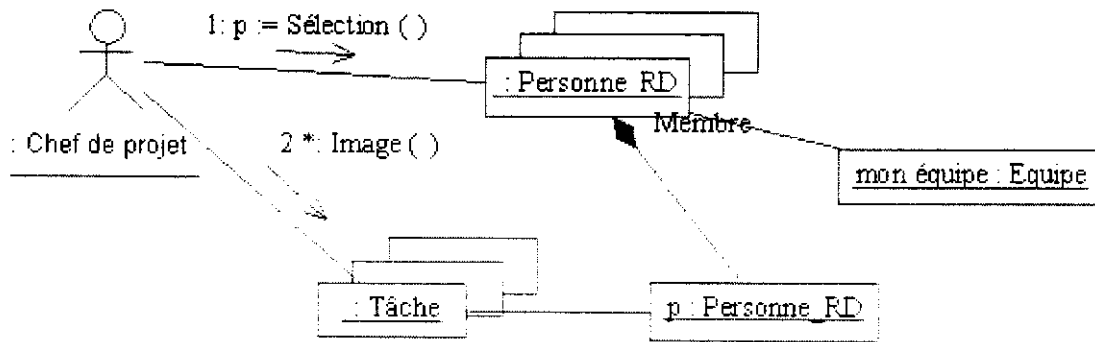 1: p := Sélection ( )
: Personne RD
: Chef de projet
2 *: Image ( )
Membre
mon équipe : Equipe
: Tâche
p : Personne_RD